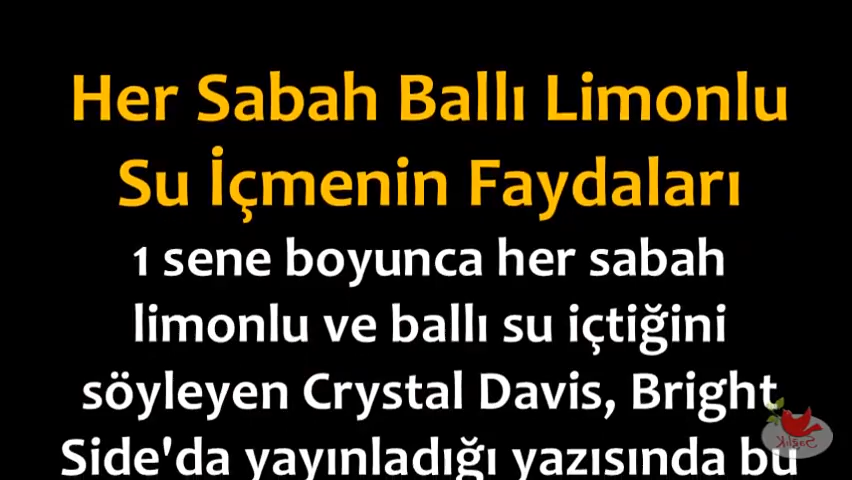 Her Sabah Ballı Limonlu
Su İçmenin Faydaları
1 sene boyunca her sabah
limonlu ve ballı su içtiğini
söyleyen Crystal Davis, Bright
Side'da yayınladığı yazısında bu
Sağlık